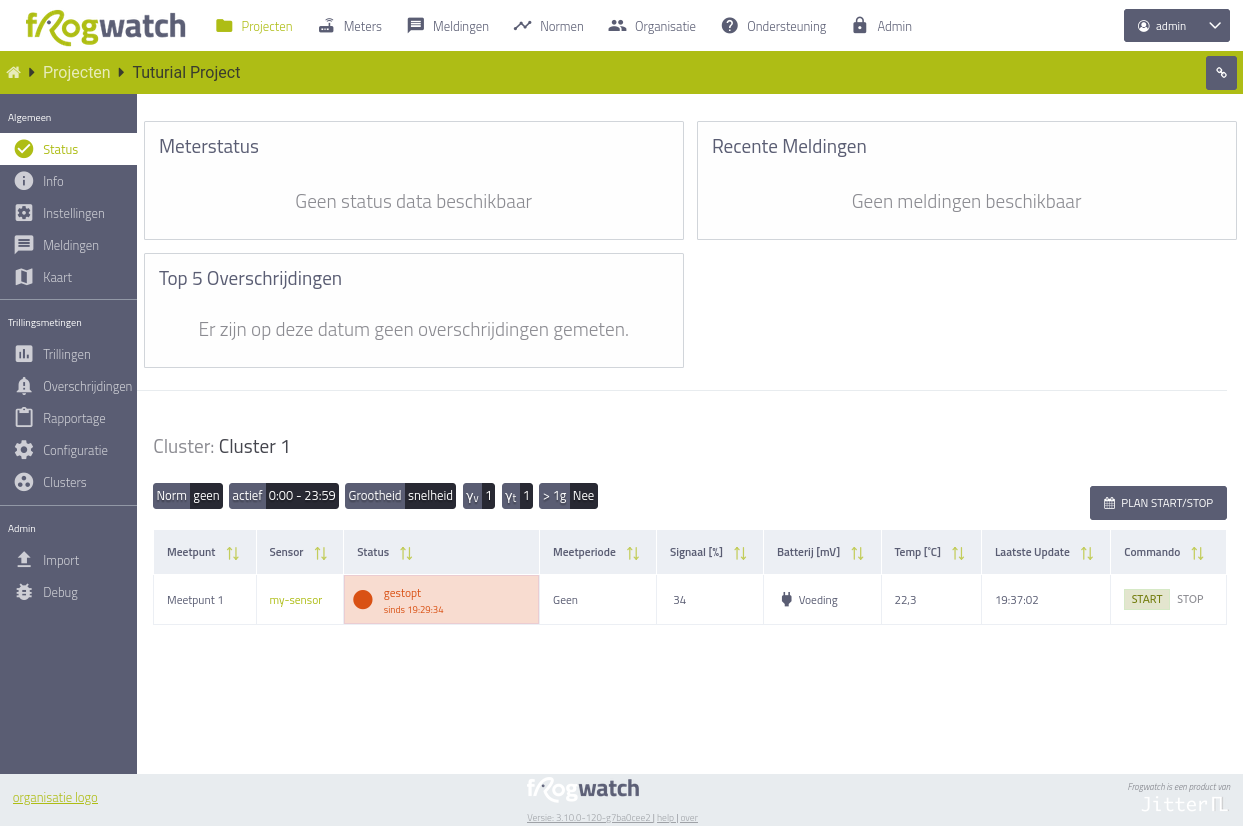 frogwatch
Projecten Meters Meldingen Normen Organisatie Ondersteuning Admin admin
Projecten Tuturial Project
Algemeen
Status
Info
Instellingen
Meldingen
Kaart
Trillingsmetingen
Trillingen
Overschrijdingen
Rapportage
Configuratie
Clusters
Admin
Import
Debug
Meterstatus
Geen status data beschikbaar
Recente Meldingen
Geen meldingen beschikbaar
Top 5 Overschrijdingen
Er zijn op deze datum geen overschrijdingen gemeten.
Cluster: Cluster 1
Norm geen actief 0:00 - 23:59 Grootheid snelheid γv 1 γt 1 > 1g Nee
PLAN START/STOP
Meetpunt Sensor Status Meetperiode Signaal [%] Batterij [mV] Temp [°C] Laatste Update Commando
Meetpunt 1 my-sensor gestopt Geen 34 Voeding 22,3 19:37:02 START STOP
sinds 19:29:34
organisatie logo
frogwatch
Versie: 3.10.0-120-g7ba0cee2 | help | over
Frogwatch is een product van
Jitter